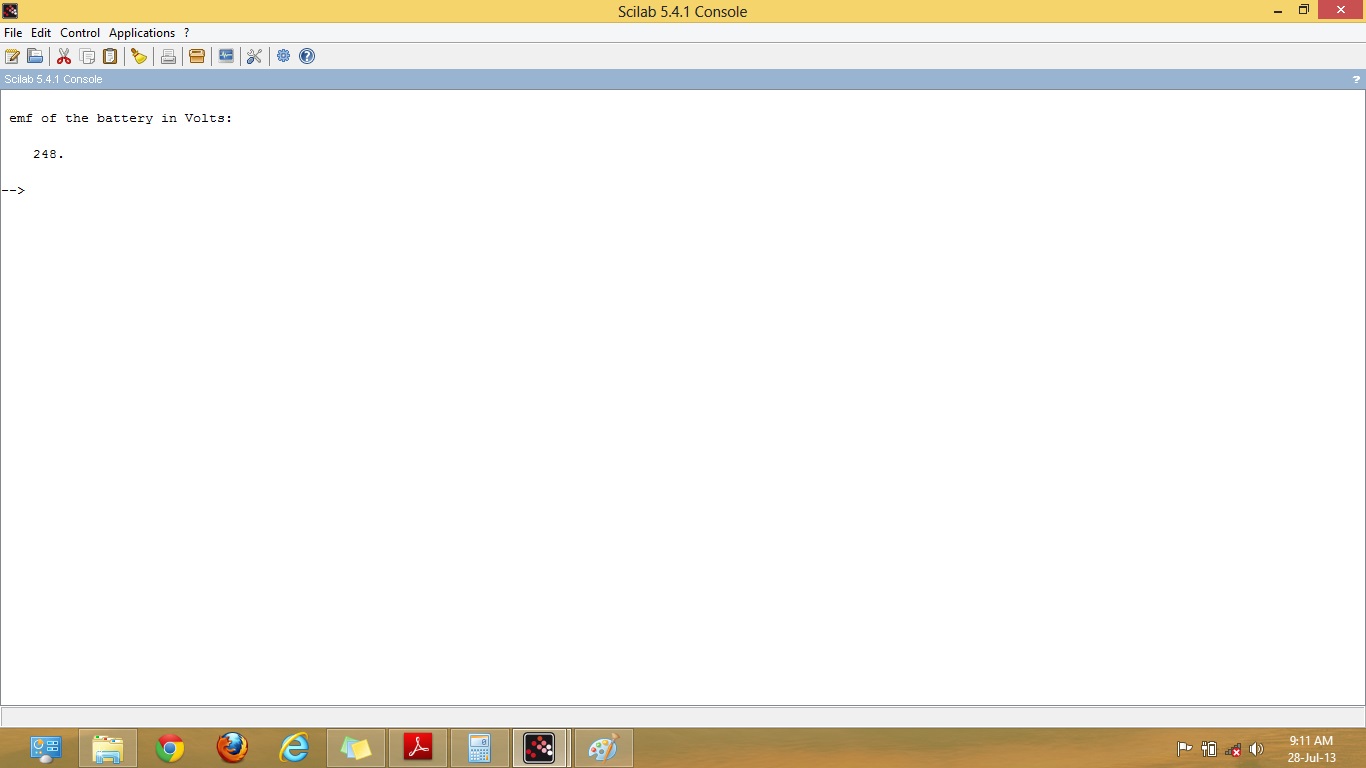 Scilab 5.4.1 Console
File Edit Control Applications ?
Scilab 5.4.1 Console ?
emf of the battery in Volts:
248.
-->
9:11 AM
28-Jul-13